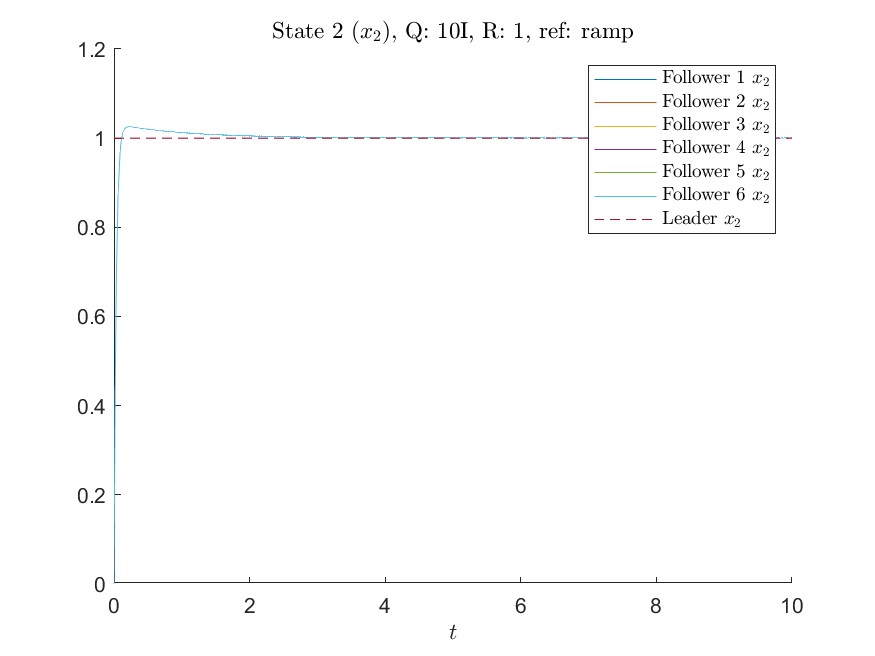 State 2 (x₂), Q: 10I, R: 1, ref: ramp
1.2
1
0.8
0.6
0.4
0.2
0
Follower 1 x₂
Follower 2 x₂
Follower 3 x₂
Follower 4 x₂
Follower 5 x₂
Follower 6 x₂
Leader x₂
0 2 4 6 8 10
t